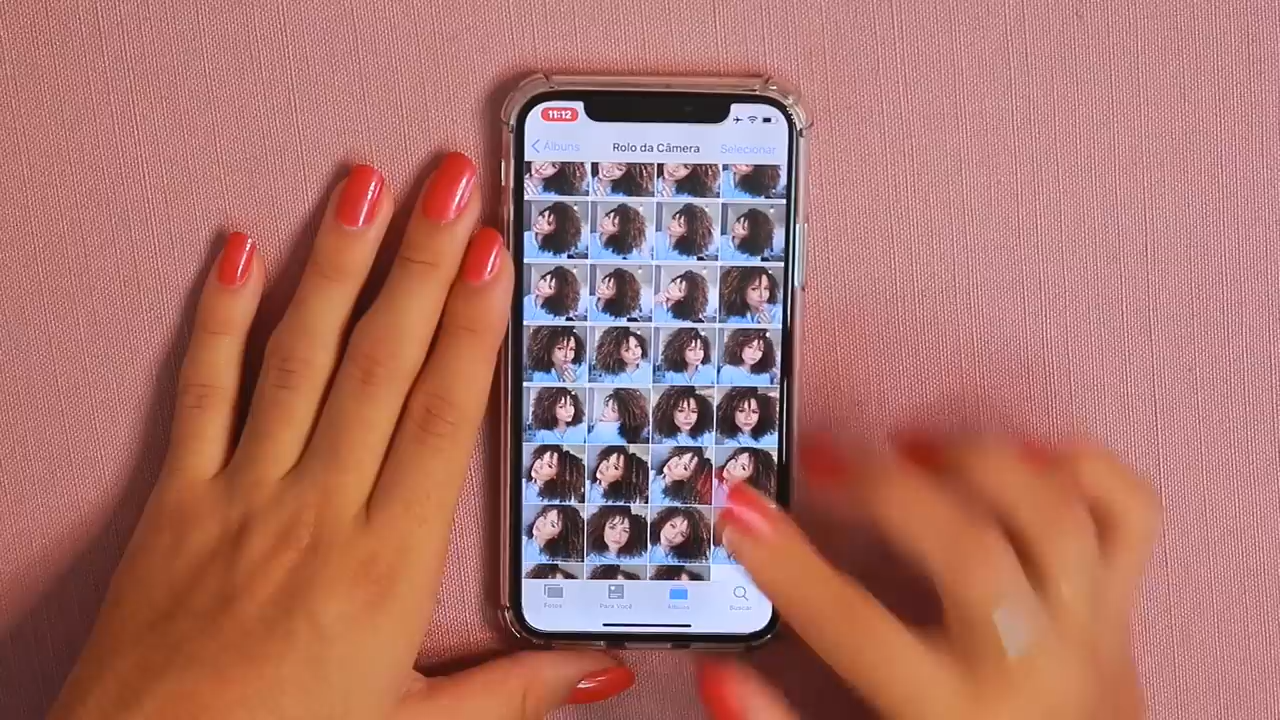 11:12
Álbuns
Rolo da Câmera
Selecionar
Fotos
Para Você
Álbuns
Buscar